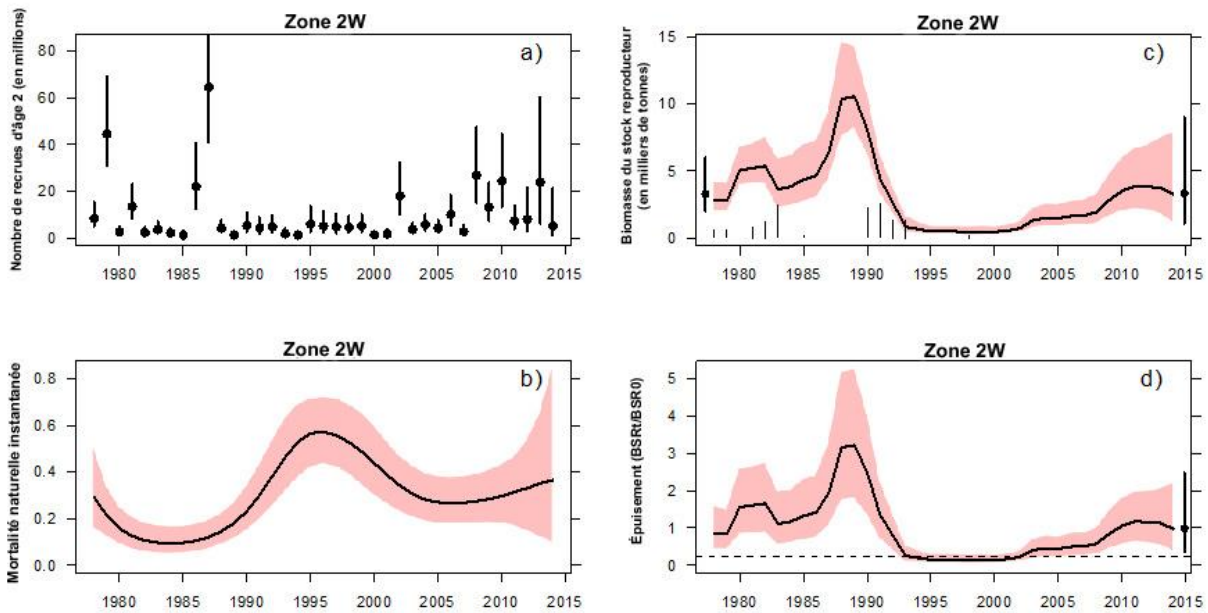 Zone 2W
a)
Nombre de recrues d'âge 2 (en millions)
80
60
40
20
0
1980 1985 1990 1995 2000 2005 2010 2015
Zone 2W
c)
Biomasse du stock reproducteur
(en milliers de tonnes)
15
10
5
0
1980 1985 1990 1995 2000 2005 2010 2015
Zone 2W
b)
Mortalité naturelle instantanée
0.8
0.6
0.4
0.2
0.0
1980 1985 1990 1995 2000 2005 2010 2015
Zone 2W
d)
Épuisement (BSRt/BSR0)
5
4
3
2
1
0
1980 1985 1990 1995 2000 2005 2010 2015